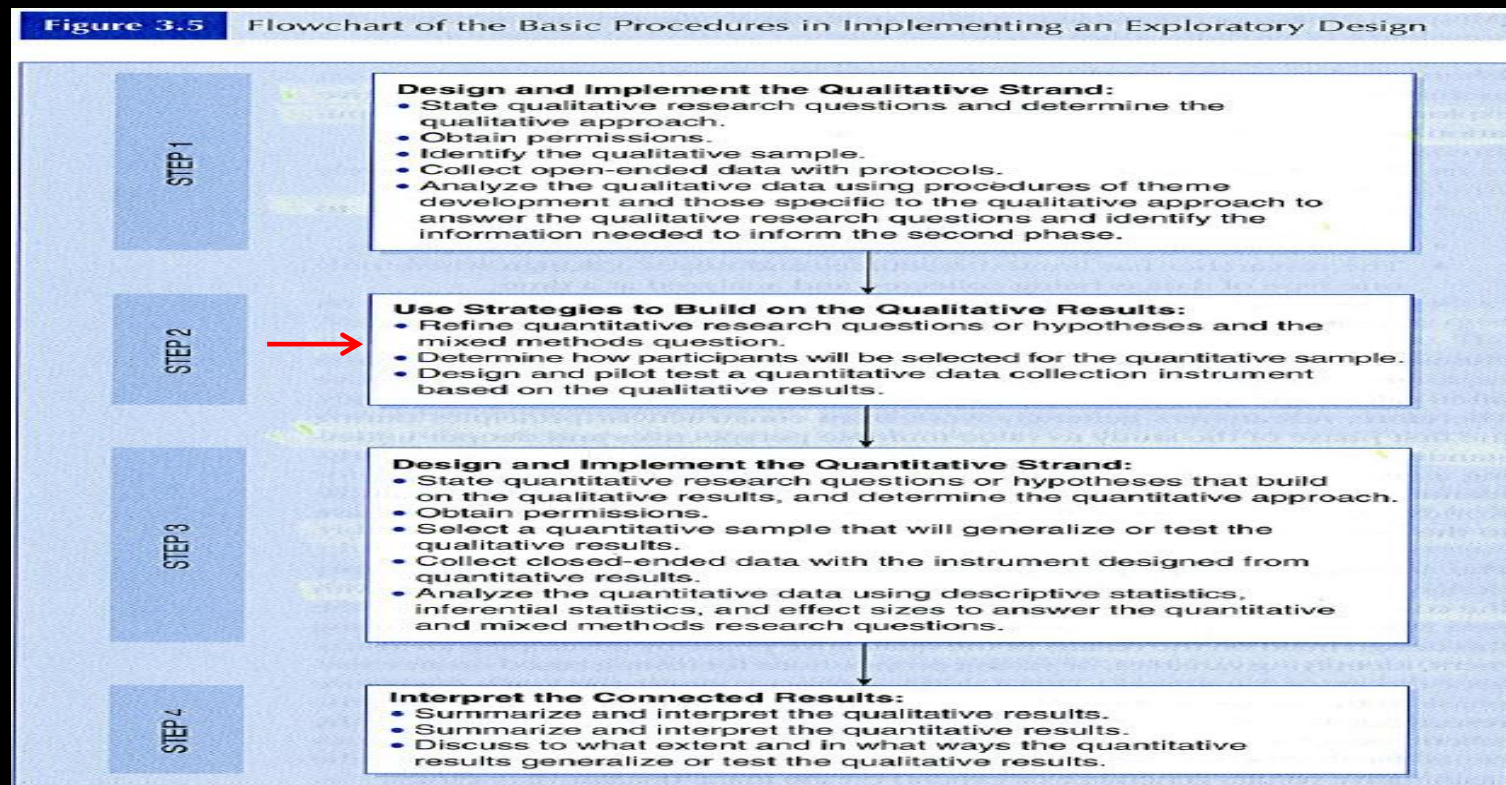 Figure 3.5 Flowchart of the Basic Procedures in Implementing an Exploratory Design
STEP 1
Design and Implement the Qualitative Strand:
• State qualitative research questions and determine the
qualitative approach.
• Obtain permissions.
• Identify the qualitative sample.
• Collect open-ended data with protocols.
• Analyze the qualitative data using procedures of theme
development and those specific to the qualitative approach to
answer the qualitative research questions and identify the
information needed to inform the second phase.
STEP 2
Use Strategies to Build on the Qualitative Results:
• Refine quantitative research questions or hypotheses and the
mixed methods question.
• Determine how participants will be selected for the quantitative sample.
• Design and pilot test a quantitative data collection instrument
based on the qualitative results.
STEP 3
Design and Implement the Quantitative Strand:
• State quantitative research questions or hypotheses that build
on the qualitative results, and determine the quantitative approach.
• Obtain permissions.
• Select a quantitative sample that will generalize or test the
qualitative results.
• Collect closed-ended data with the instrument designed from
quantitative results.
• Analyze the quantitative data using descriptive statistics,
inferential statistics, and effect sizes to answer the quantitative
and mixed methods research questions.
STEP 4
Interpret the Connected Results:
• Summarize and interpret the qualitative results.
• Summarize and interpret the quantitative results.
• Discuss to what extent and in what ways the quantitative
results generalize or test the qualitative results.